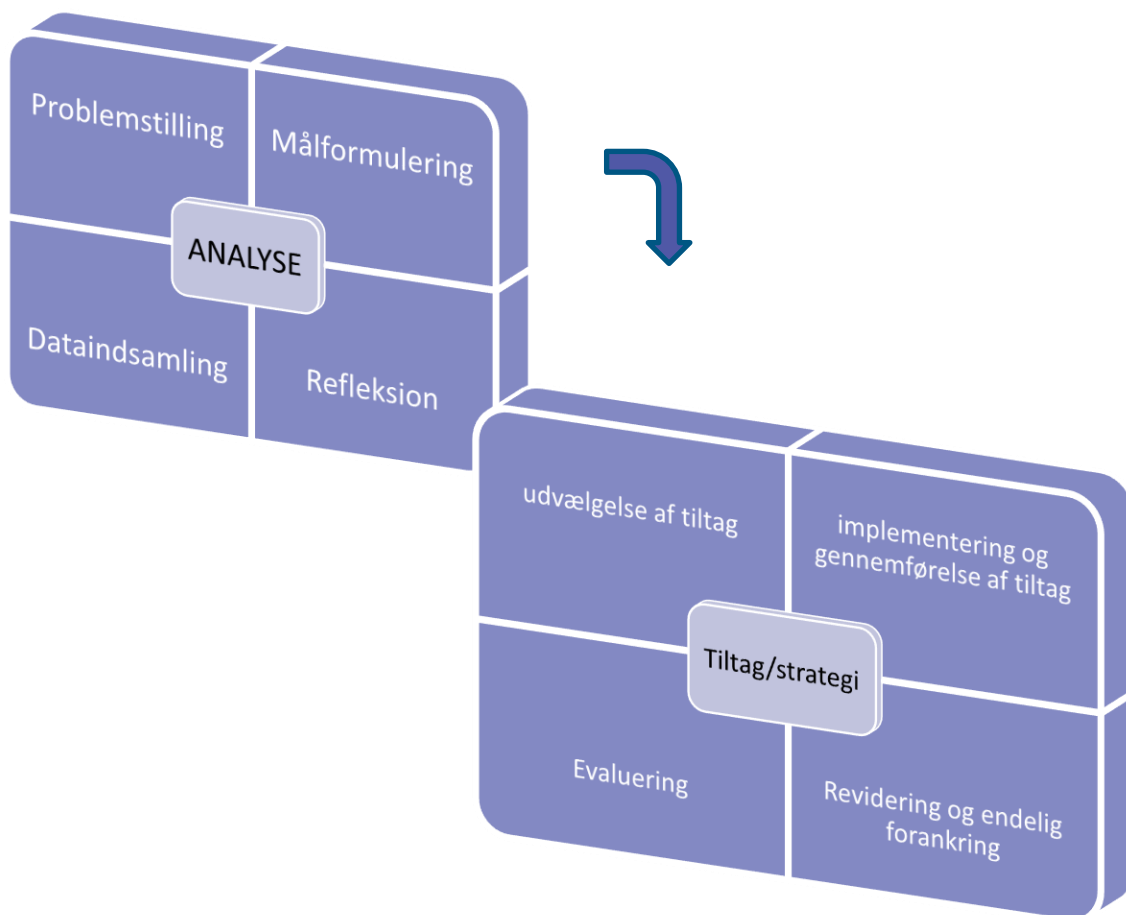 Problemstilling
Målformulering
ANALYSE
Dataindsamling
Refleksion
udvælgelse af tiltag
implementering og
gennemførelse af tiltag
Tiltag/strategi
Evaluering
Revidering og endelig
forankring